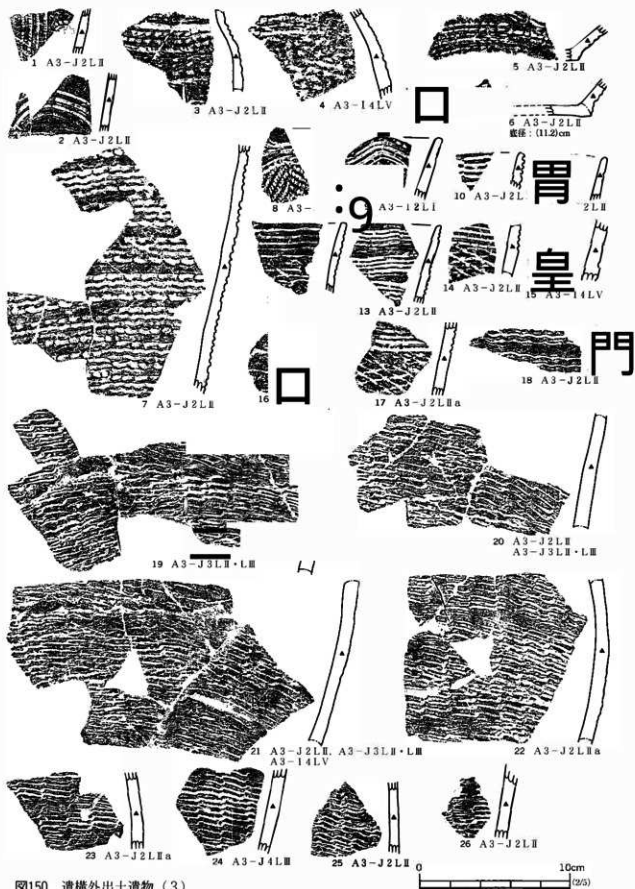 1 A3-J2LⅡ
2 A3-J2LⅡ
3 A3-J2LⅡ
4 A3-I4LV
5 A3-J2LⅡ
口
6 A3-J2LⅡ
底径:(11.2)cm
7 A3-J2LⅡ
8 A3-
:9
A3-I2LⅠ
10 A3-J2L
胃
2LⅡ
13 A3-J2LⅡ
14 A3-J2LⅡ
皇
15 A3-I4LV
16
口
17 A3-J2LⅡa
18 A3-J2LⅡ
門
19 A3-J3LⅡ・LⅢ
20 A3-J2LⅡ
A3-J3LⅡ・LⅢ
21 A3-J2LⅡ、A3-J3LⅡ・LⅢ
A3-I4LV
22 A3-J2LⅡa
23 A3-J2LⅡa
24 A3-J4LⅢ
25 A3-J2LⅡ
26 A3-J2LⅡ
0 10cm
(2/5)
図150 遺構外出土遺物(3)